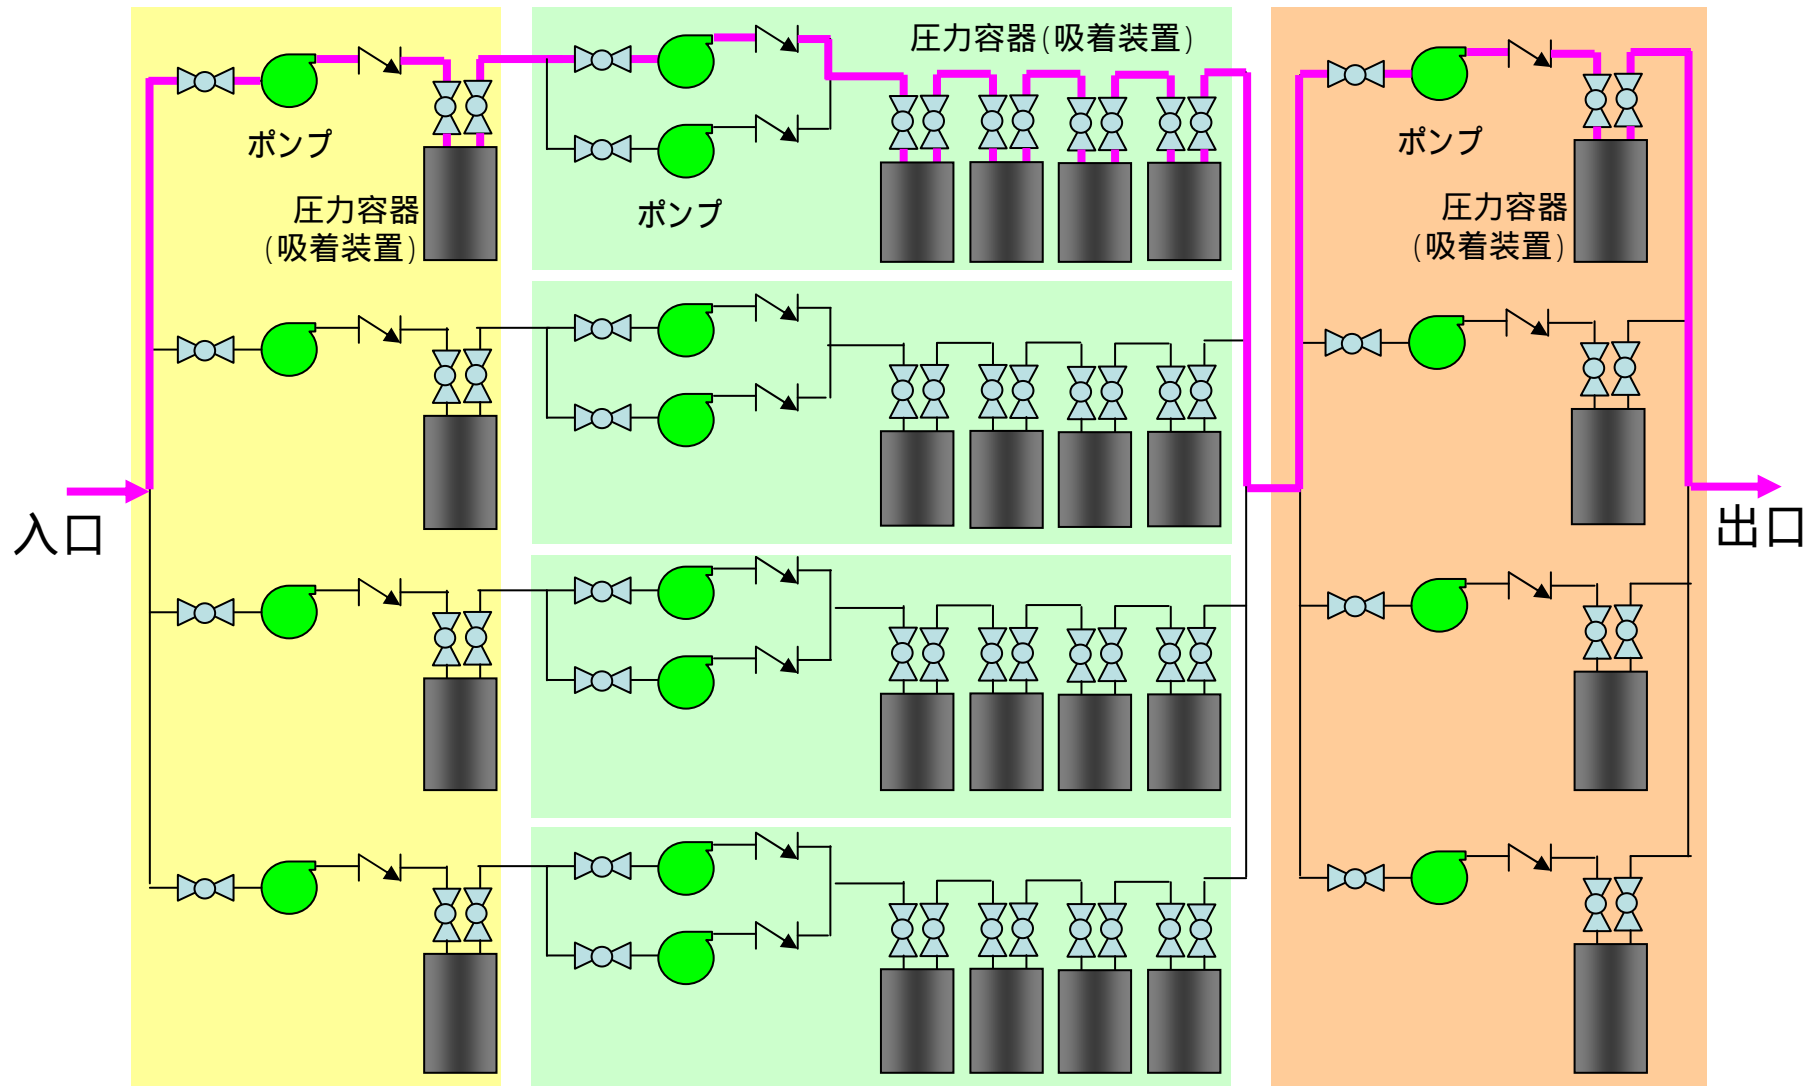 圧力容器(吸着装置)
ポンプ
圧力容器
(吸着装置)
ポンプ
ポンプ
圧力容器
(吸着装置)
入口
出口